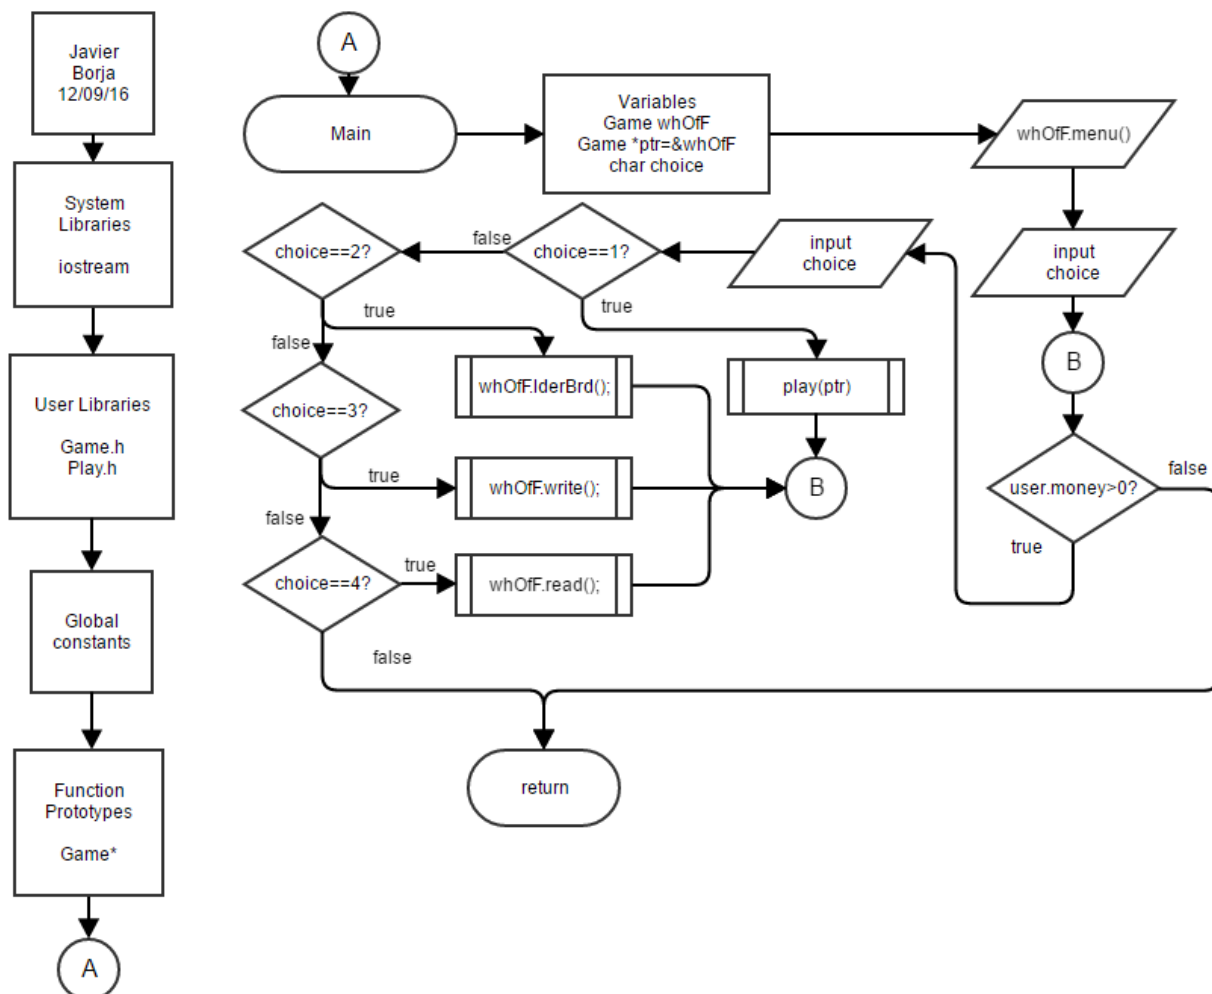 Javier
Borja
12/09/16
System
Libraries
iostream
User Libraries
Game.h
Play.h
Global
constants
Function
Prototypes
Game*
A
A
Main
Variables
Game whOfF
Game *ptr=&whOfF
char choice
whOfF.menu()
input
choice
B
user.money>0?
false
true
input
choice
choice==1?
false
true
play(ptr)
B
choice==2?
true
false
whOfF.lderBrd();
choice==3?
true
false
whOfF.write();
choice==4?
true
false
whOfF.read();
return